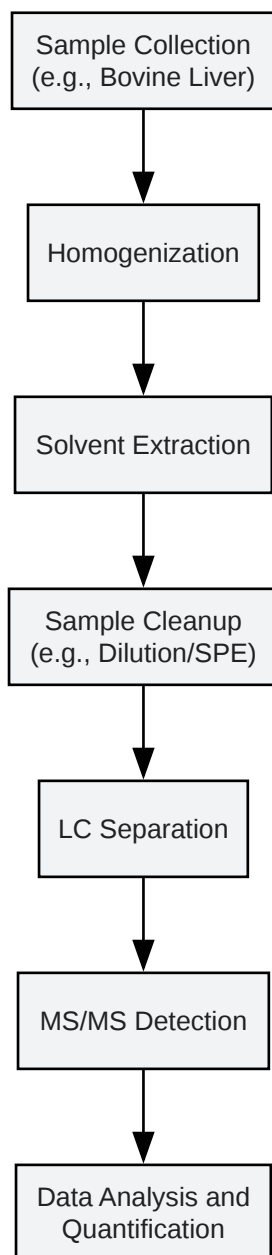 Sample Collection
(e.g., Bovine Liver)
Homogenization
Solvent Extraction
Sample Cleanup
(e.g., Dilution/SPE)
LC Separation
MS/MS Detection
Data Analysis and
Quantification